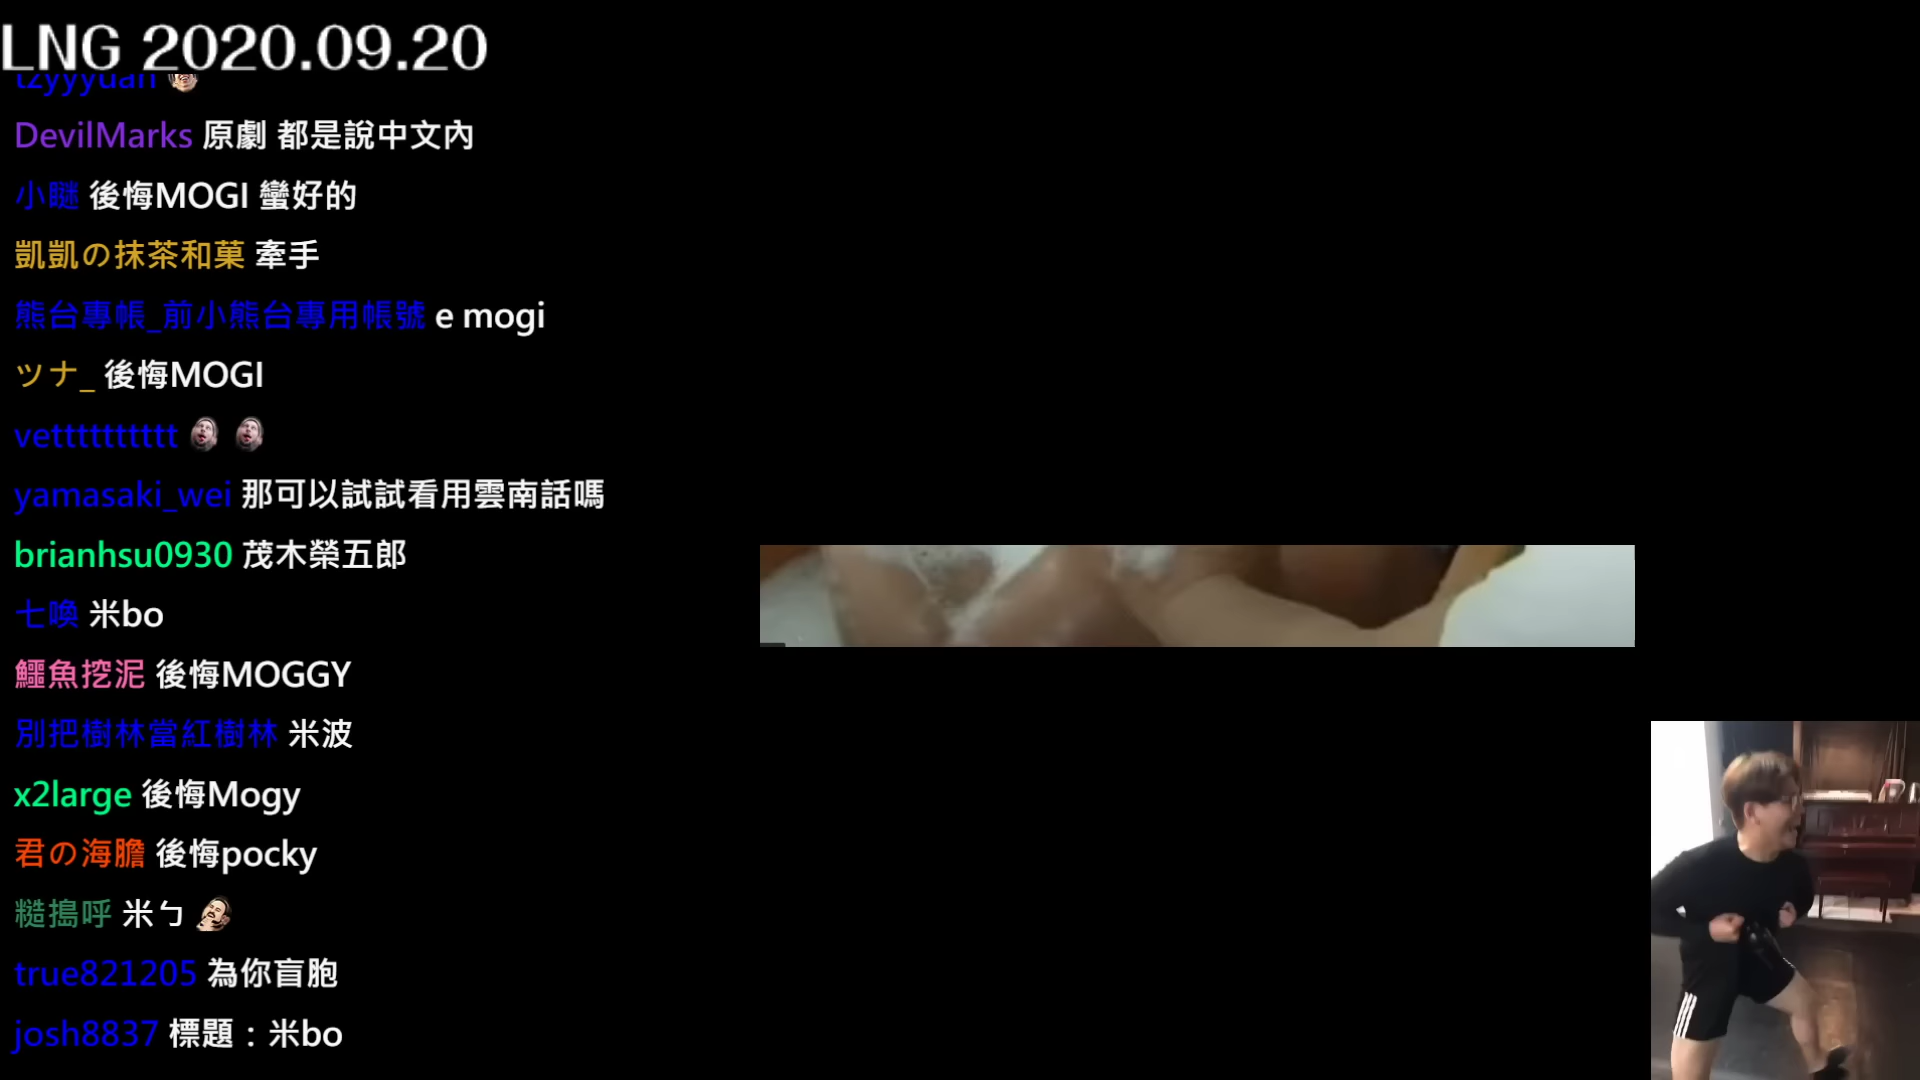 LNG 2020.09.20
tzyyyuan
DevilMarks 原劇 都是說中文內
小瞇 後悔MOGI 蠻好的
凱凱の抹茶和菓 牽手
熊台專帳_前小熊台專用帳號 e mogi
ツナ_ 後悔MOGI
vetttttttttt
yamasaki_wei 那可以試試看用雲南話嗎
brianhsu0930 茂木榮五郎
七喚 米bo
鱷魚挖泥 後悔MOGGY
別把樹林當紅樹林 米波
x2large 後悔Mogy
君の海膽 後悔pocky
糙搗呼 米ㄅ
true821205 為你盲胞
josh8837 標題：米bo